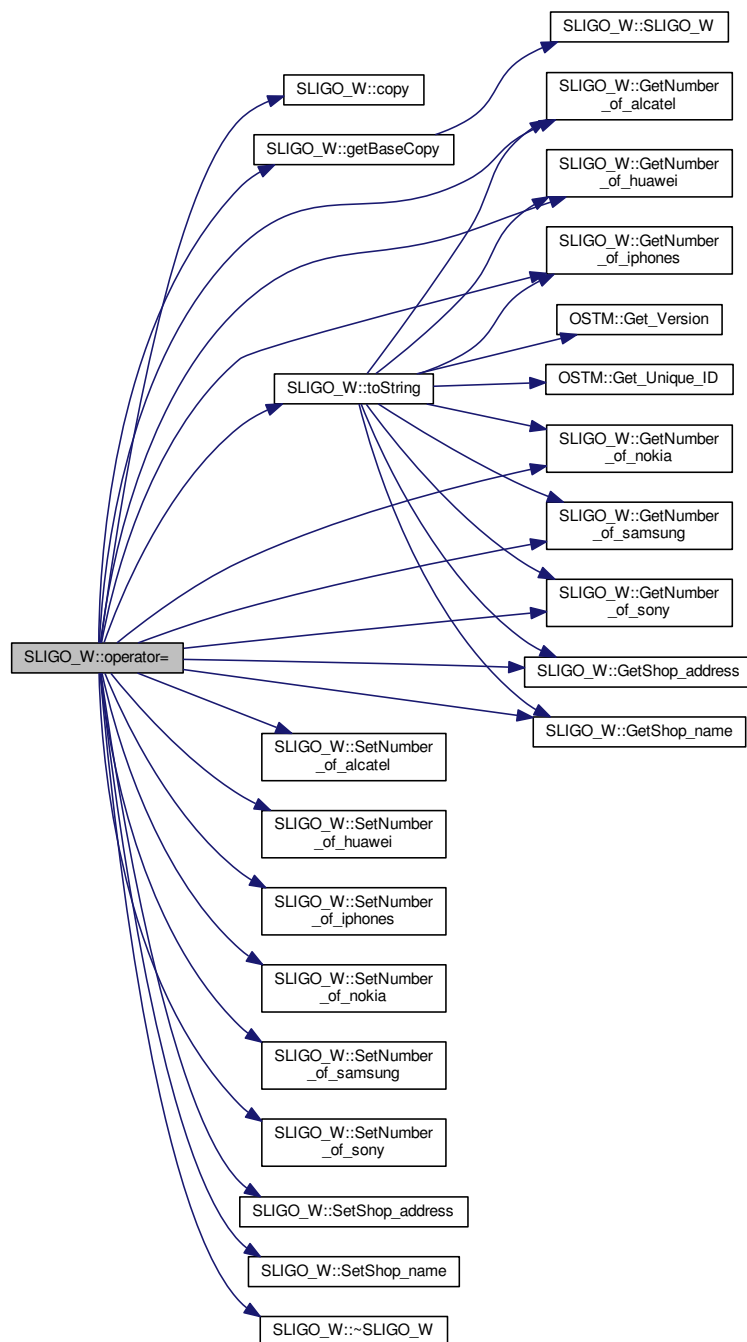 SLIGO_W::SLIGO_W
SLIGO_W::copy
SLIGO_W::GetNumber
_of_alcatel
SLIGO_W::getBaseCopy
SLIGO_W::GetNumber
_of_huawei
SLIGO_W::GetNumber
_of_iphones
OSTM::Get_Version
SLIGO_W::toString
OSTM::Get_Unique_ID
SLIGO_W::GetNumber
_of_nokia
SLIGO_W::GetNumber
_of_samsung
SLIGO_W::GetNumber
_of_sony
SLIGO_W::operator=
SLIGO_W::GetShop_address
SLIGO_W::GetShop_name
SLIGO_W::SetNumber
_of_alcatel
SLIGO_W::SetNumber
_of_huawei
SLIGO_W::SetNumber
_of_iphones
SLIGO_W::SetNumber
_of_nokia
SLIGO_W::SetNumber
_of_samsung
SLIGO_W::SetNumber
_of_sony
SLIGO_W::SetShop_address
SLIGO_W::SetShop_name
SLIGO_W::~SLIGO_W